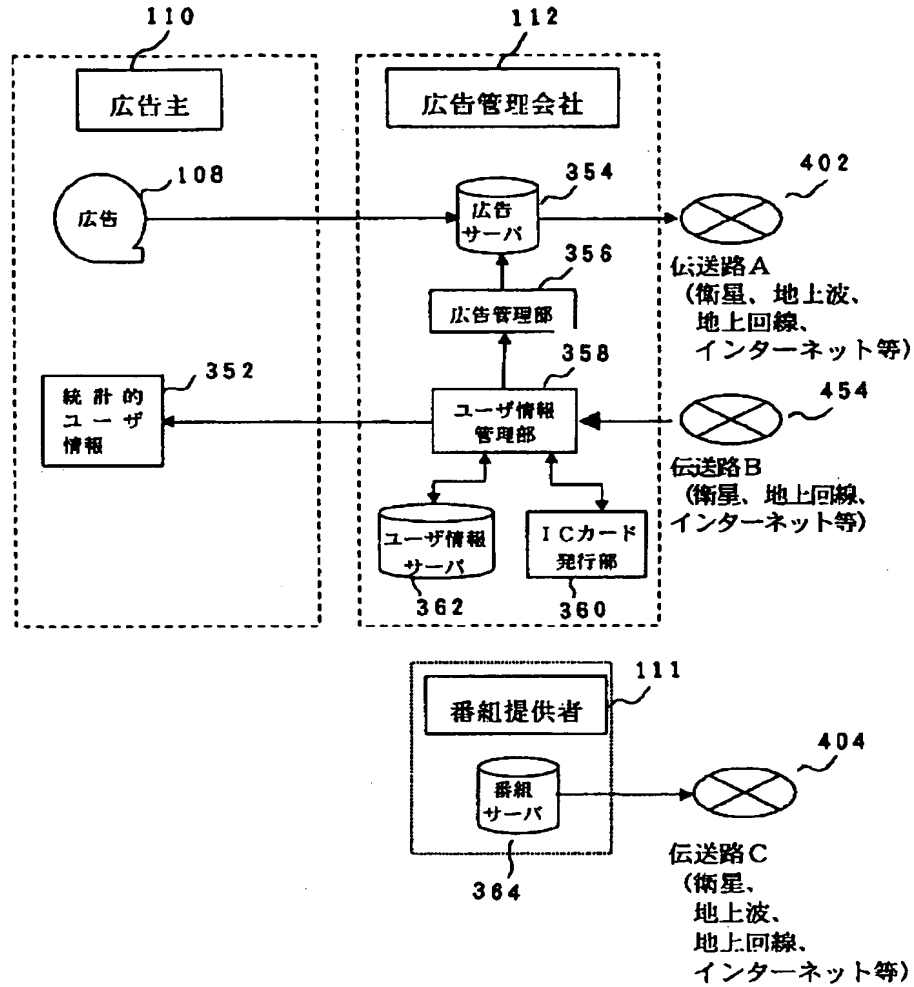 110
112
広告主
広告管理会社
108
広告
354
広告
サーバ
402
伝送路A
(衛星、地上波、
地上回線、
インターネット等)
356
広告管理部
352
統計的
ユーザ
情報
358
ユーザ情報
管理部
454
伝送路B
(衛星、地上回線、
インターネット等)
ユーザ情報
サーバ
362
ICカード
発行部
360
111
番組提供者
番組
サーバ
364
404
伝送路C
(衛星、
地上波、
地上回線、
インターネット等)